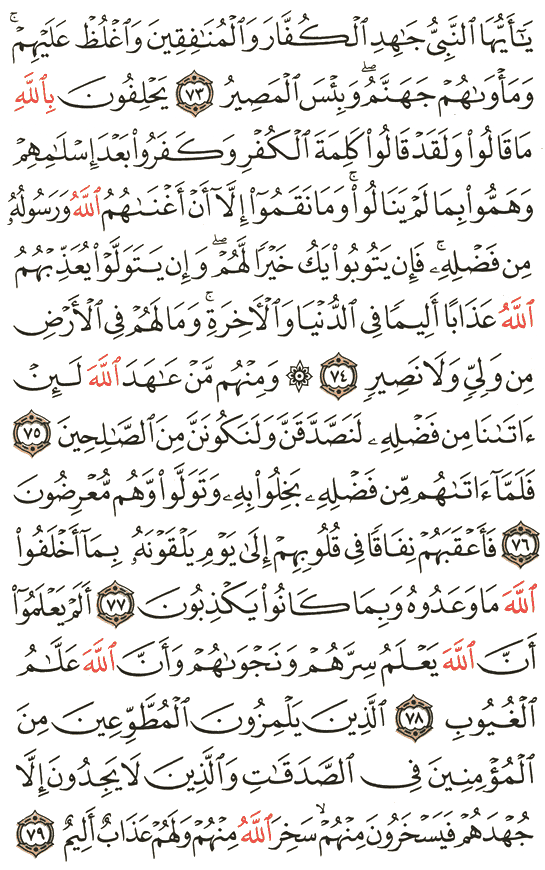 يَٰٓأَيُّهَا ٱلنَّبِيُّ جَٰهِدِ ٱلۡكُفَّارَ وَٱلۡمُنَٰفِقِينَ وَٱغۡلُظۡ عَلَيۡهِمۡۚ
وَمَأۡوَىٰهُمۡ جَهَنَّمُۖ وَبِئۡسَ ٱلۡمَصِيرُ ٧٣ يَحۡلِفُونَ بِٱللَّهِ
مَا قَالُواْ وَلَقَدۡ قَالُواْ كَلِمَةَ ٱلۡكُفۡرِ وَكَفَرُواْ بَعۡدَ إِسۡلَٰمِهِمۡ
وَهَمُّواْ بِمَا لَمۡ يَنَالُواْۚ وَمَا نَقَمُوٓاْ إِلَّآ أَنۡ أَغۡنَىٰهُمُ ٱللَّهُ وَرَسُولُهُۥ
مِن فَضۡلِهِۦۚ فَإِن يَتُوبُواْ يَكُ خَيۡرٗا لَّهُمۡۖ وَإِن يَتَوَلَّوۡاْ يُعَذِّبۡهُمُ
ٱللَّهُ عَذَابًا أَلِيمٗا فِي ٱلدُّنۡيَا وَٱلۡأٓخِرَةِۚ وَمَا لَهُمۡ فِي ٱلۡأَرۡضِ
مِن وَلِيّٖ وَلَا نَصِيرٖ ٧٤ ۞ وَمِنۡهُم مَّنۡ عَٰهَدَ ٱللَّهَ لَئِنۡ
ءَاتَىٰنَا مِن فَضۡلِهِۦ لَنَصَّدَّقَنَّ وَلَنَكُونَنَّ مِنَ ٱلصَّٰلِحِينَ ٧٥
فَلَمَّآ ءَاتَىٰهُم مِّن فَضۡلِهِۦ بَخِلُواْ بِهِۦ وَتَوَلَّواْ وَّهُم مُّعۡرِضُونَ
٧٦ فَأَعۡقَبَهُمۡ نِفَاقٗا فِي قُلُوبِهِمۡ إِلَىٰ يَوۡمِ يَلۡقَوۡنَهُۥ بِمَآ أَخۡلَفُواْ
ٱللَّهَ مَا وَعَدُوهُ وَبِمَا كَانُواْ يَكۡذِبُونَ ٧٧ أَلَمۡ يَعۡلَمُوٓاْ
أَنَّ ٱللَّهَ يَعۡلَمُ سِرَّهُمۡ وَنَجۡوَىٰهُمۡ وَأَنَّ ٱللَّهَ عَلَّٰمُ
ٱلۡغُيُوبِ ٧٨ ٱلَّذِينَ يَلۡمِزُونَ ٱلۡمُطَّوِّعِينَ مِنَ
ٱلۡمُؤۡمِنِينَ فِي ٱلصَّدَقَٰتِ وَٱلَّذِينَ لَا يَجِدُونَ إِلَّا
جُهۡدَهُمۡ فَيَسۡخَرُونَ مِنۡهُمۡ ۙ سَخِرَ ٱللَّهُ مِنۡهُمۡ وَلَهُمۡ عَذَابٌ أَلِيمٌ ٧٩